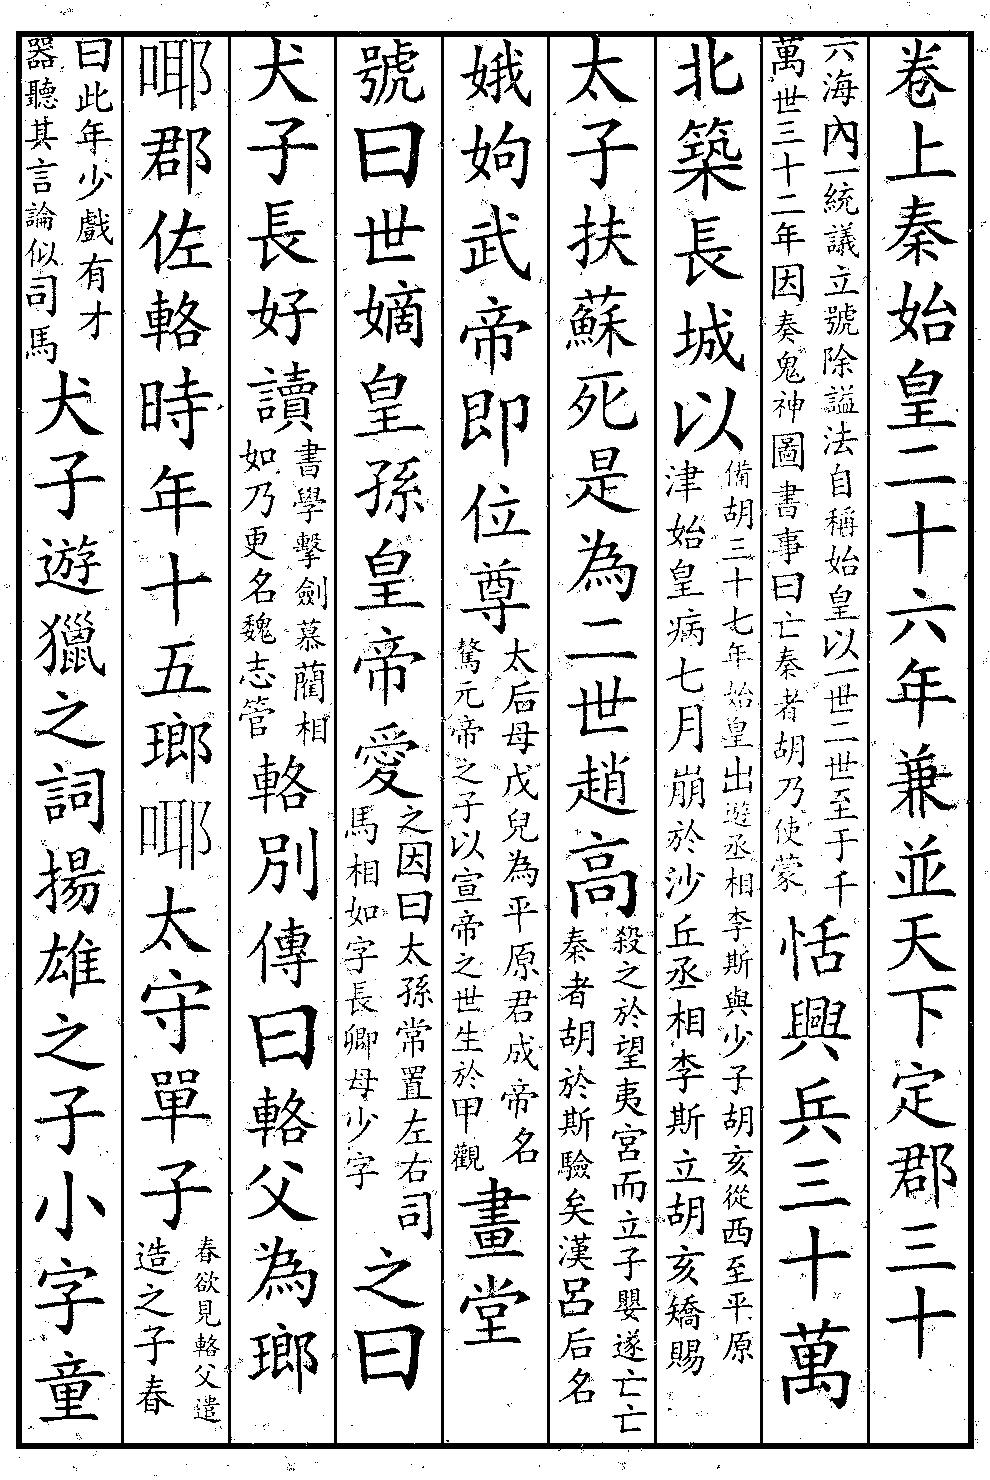 卷上秦始皇二十六年兼並天下定郡三十
六海內一統議立號除謚法自稱始皇以一世二世至于千
萬世三十二年因奏鬼神圖書事曰亡秦者胡乃使蒙
恬興兵三十萬
北築長城以
備胡三十七年始皇出遊丞相李斯與少子胡亥從西至平原
津始皇病七月崩於沙丘丞相李斯立胡亥矯賜
太子扶蘇死是為二世趙高
殺之於望夷宮而立子嬰遂亡亡
秦者胡於斯驗矣漢呂后名
娥姁武帝即位尊
太后母戊兒為平原君成帝名
驁元帝之子以宣帝之世生於甲觀
畫堂
號曰世嫡皇孫皇帝愛
之因曰太孫常置左右司
馬相如字長卿母少字
之曰
犬子長好讀
書學擊劍慕藺相
如乃更名魏志管
輅別傳曰輅父為瑯
瑘郡佐輅時年十五瑯瑘太守單子
春欲見輅父遣
造之子春
曰此年少戲有才
器聽其言論似司馬
犬子遊獵之詞揚雄之子小字童